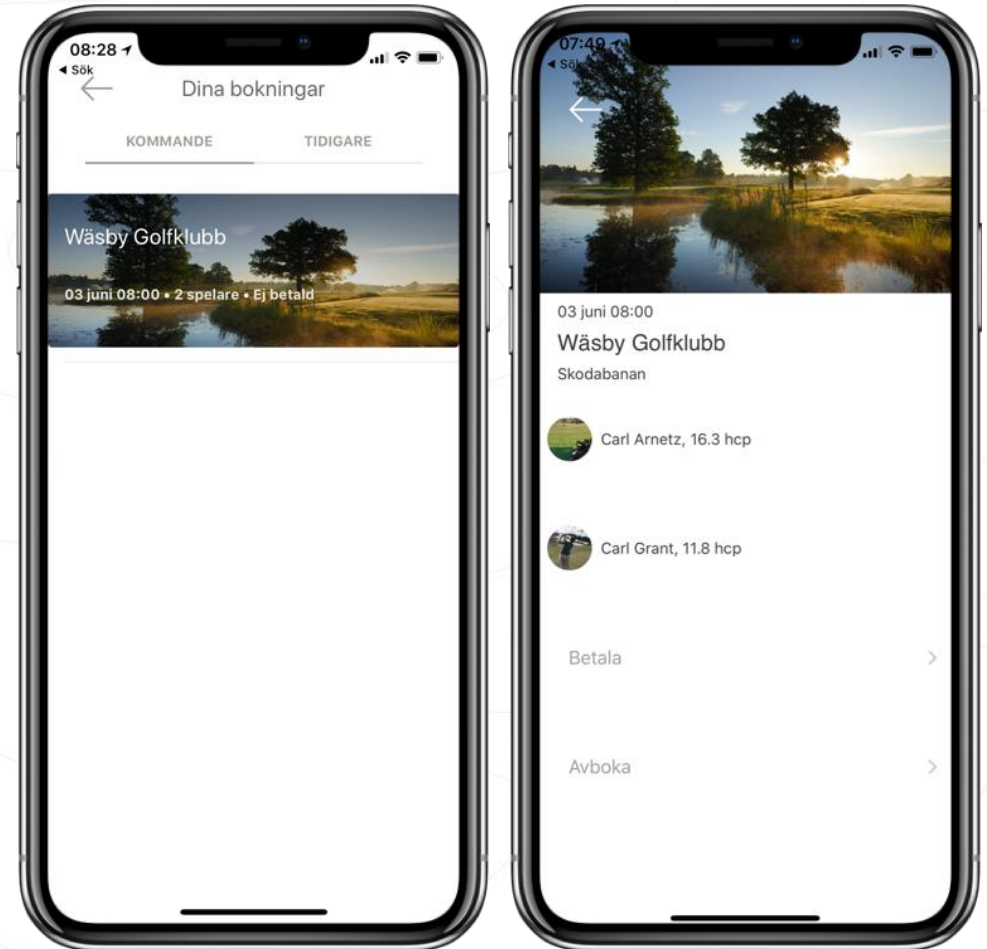 08:28
◀ Sök
Dina bokningar
KOMMANDE TIDIGARE
Wäsby Golfklubb
03 juni 08:00 • 2 spelare • Ej betald
07:49
◀ Sök
03 juni 08:00
Wäsby Golfklubb
Skodabanan
Carl Arnetz, 16.3 hcp
Carl Grant, 11.8 hcp
Betala
Avboka